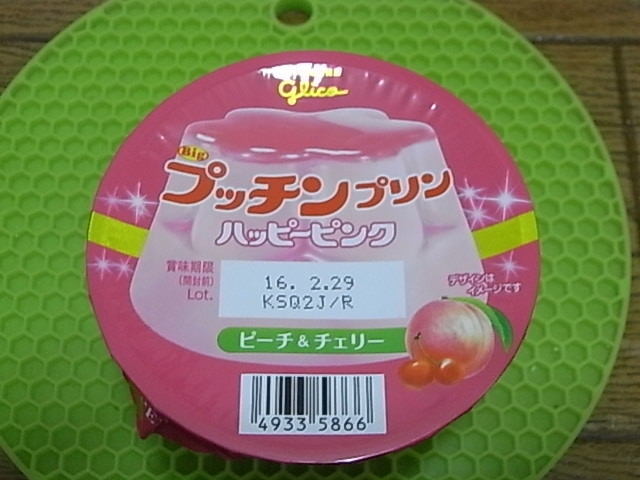 glico
Big
プッチンプリン
ハッピーピンク
賞味期限
(開封前)
Lot.
16. 2.29
KSQ2J/R
デザインは
イメージです
ピーチ&チェリー
4933 5866